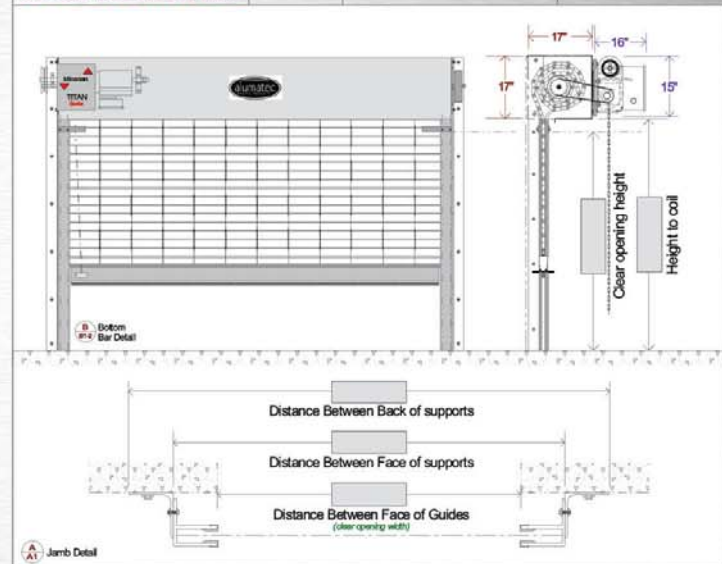 17"
16"
17"
15"
Micanan
TITAN
alumatec
Clear opening height
Height to coil
B
Bottom
Bar Detail
Distance Between Back of supports
Distance Between Face of supports
Distance Between Face of Guides
(clear opening width)
A
A1
Jamb Detail